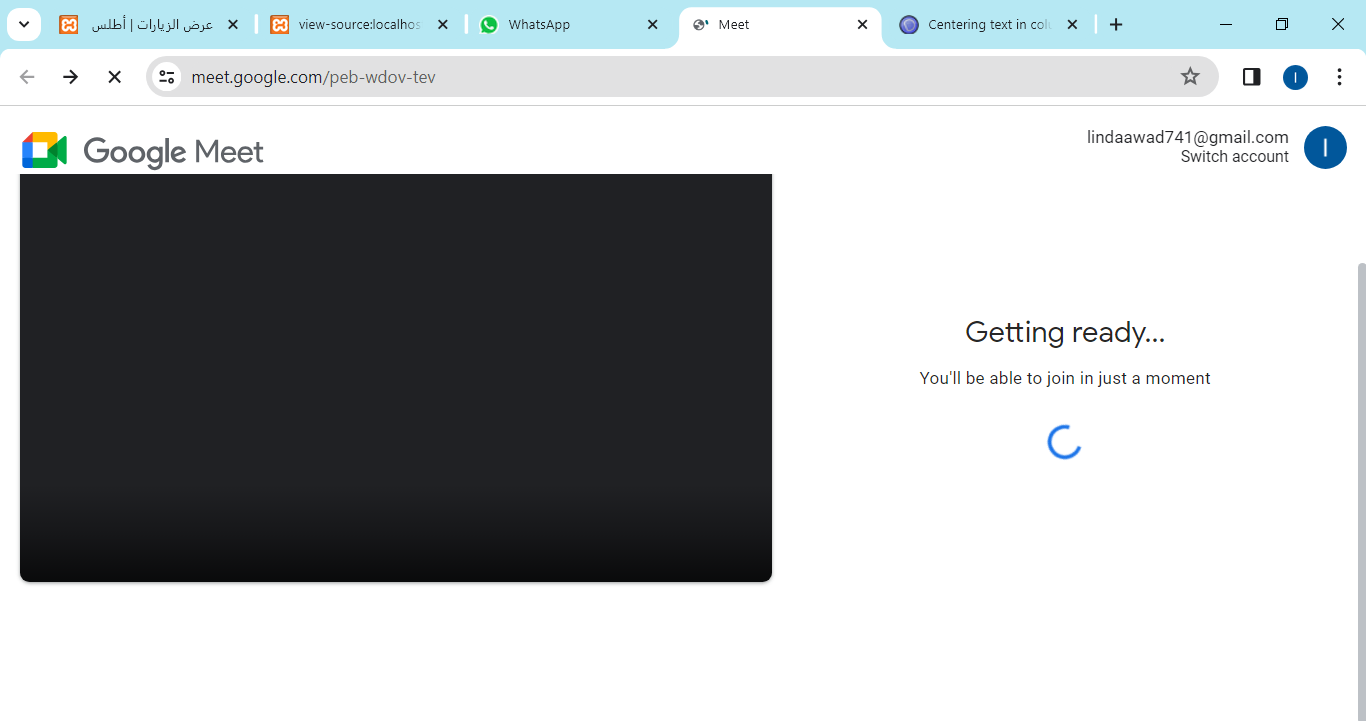 عرض الزيارات | أطلس
view-source:localhos
WhatsApp
Meet
Centering text in colu
meet.google.com/peb-wdov-tev
I
Google Meet
lindaawad741@gmail.com
Switch account
I
Getting ready...
You'll be able to join in just a moment